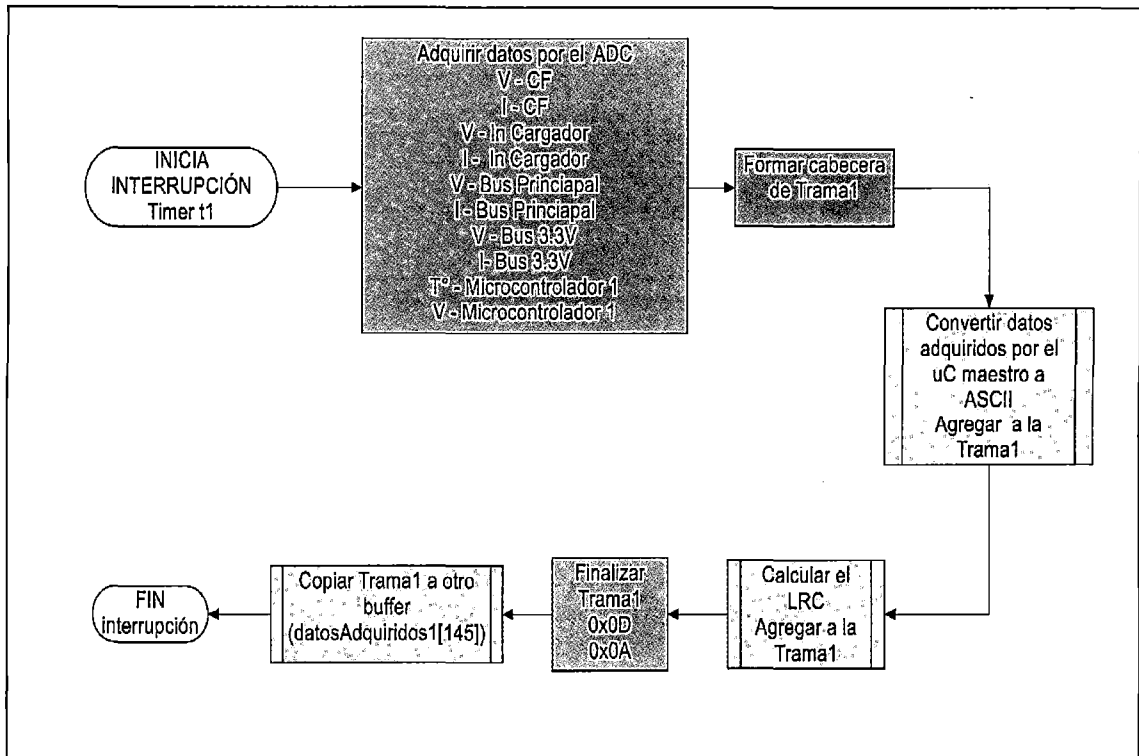 INICIA
INTERRUPCIÓN
Timer t1
Adquirir datos por el ADC
V - CF
I - CF
V - In Cargador
I - In Cargador
V - Bus Princiapal
I - Bus Princiapal
V - Bus 3.3V
I- Bus 3.3V
T° - Microcontrolador 1
V - Microcontrolador 1
Formar cabecera
de Trama1
Convertir datos
adquiridos por el
uC maestro a
ASCII
Agregar a la
Trama1
Calcular el
LRC
Agregar a la
Trama1
Finalizar
Trama1
0x0D
0x0A
Copiar Trama1 a otro
buffer
(datosAdquiridos1[145])
FIN
interrupción